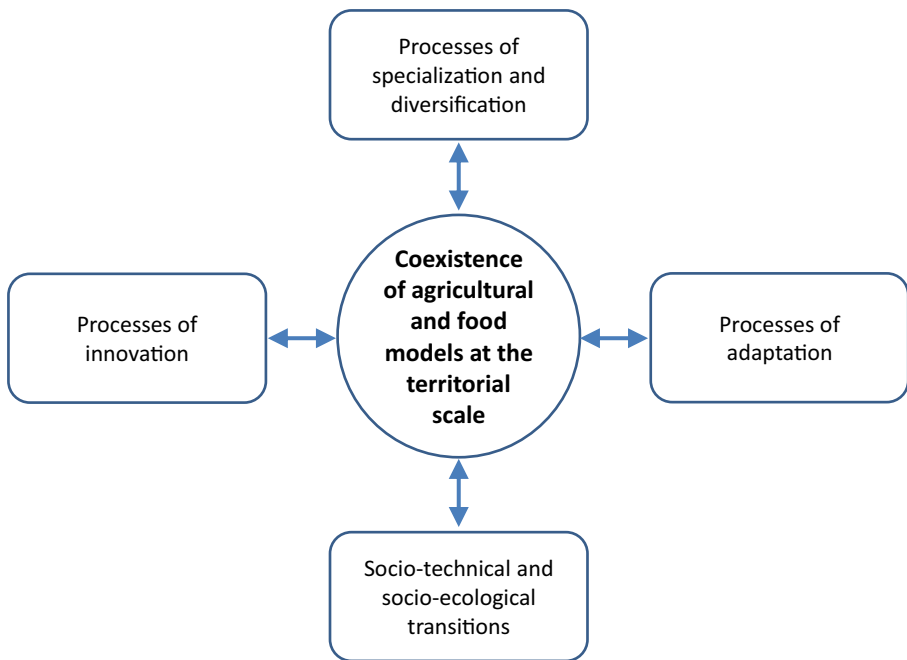 Processes of
specialization and
diversification
Coexistence
of agricultural
and food
models at the
territorial
scale
Processes of
innovation
Processes of
adaptation
Socio-technical and
socio-ecological
transitions